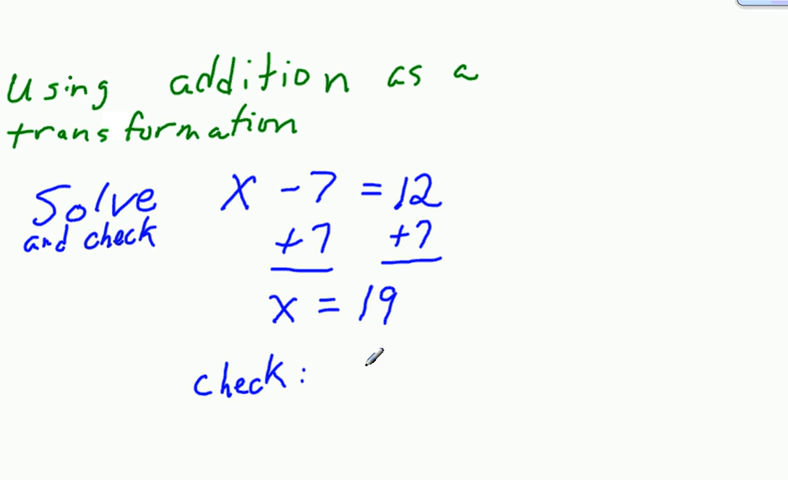 Using addition as a
transformation
Solve x - 7 = 12
and check +7 +7
x = 19
check: